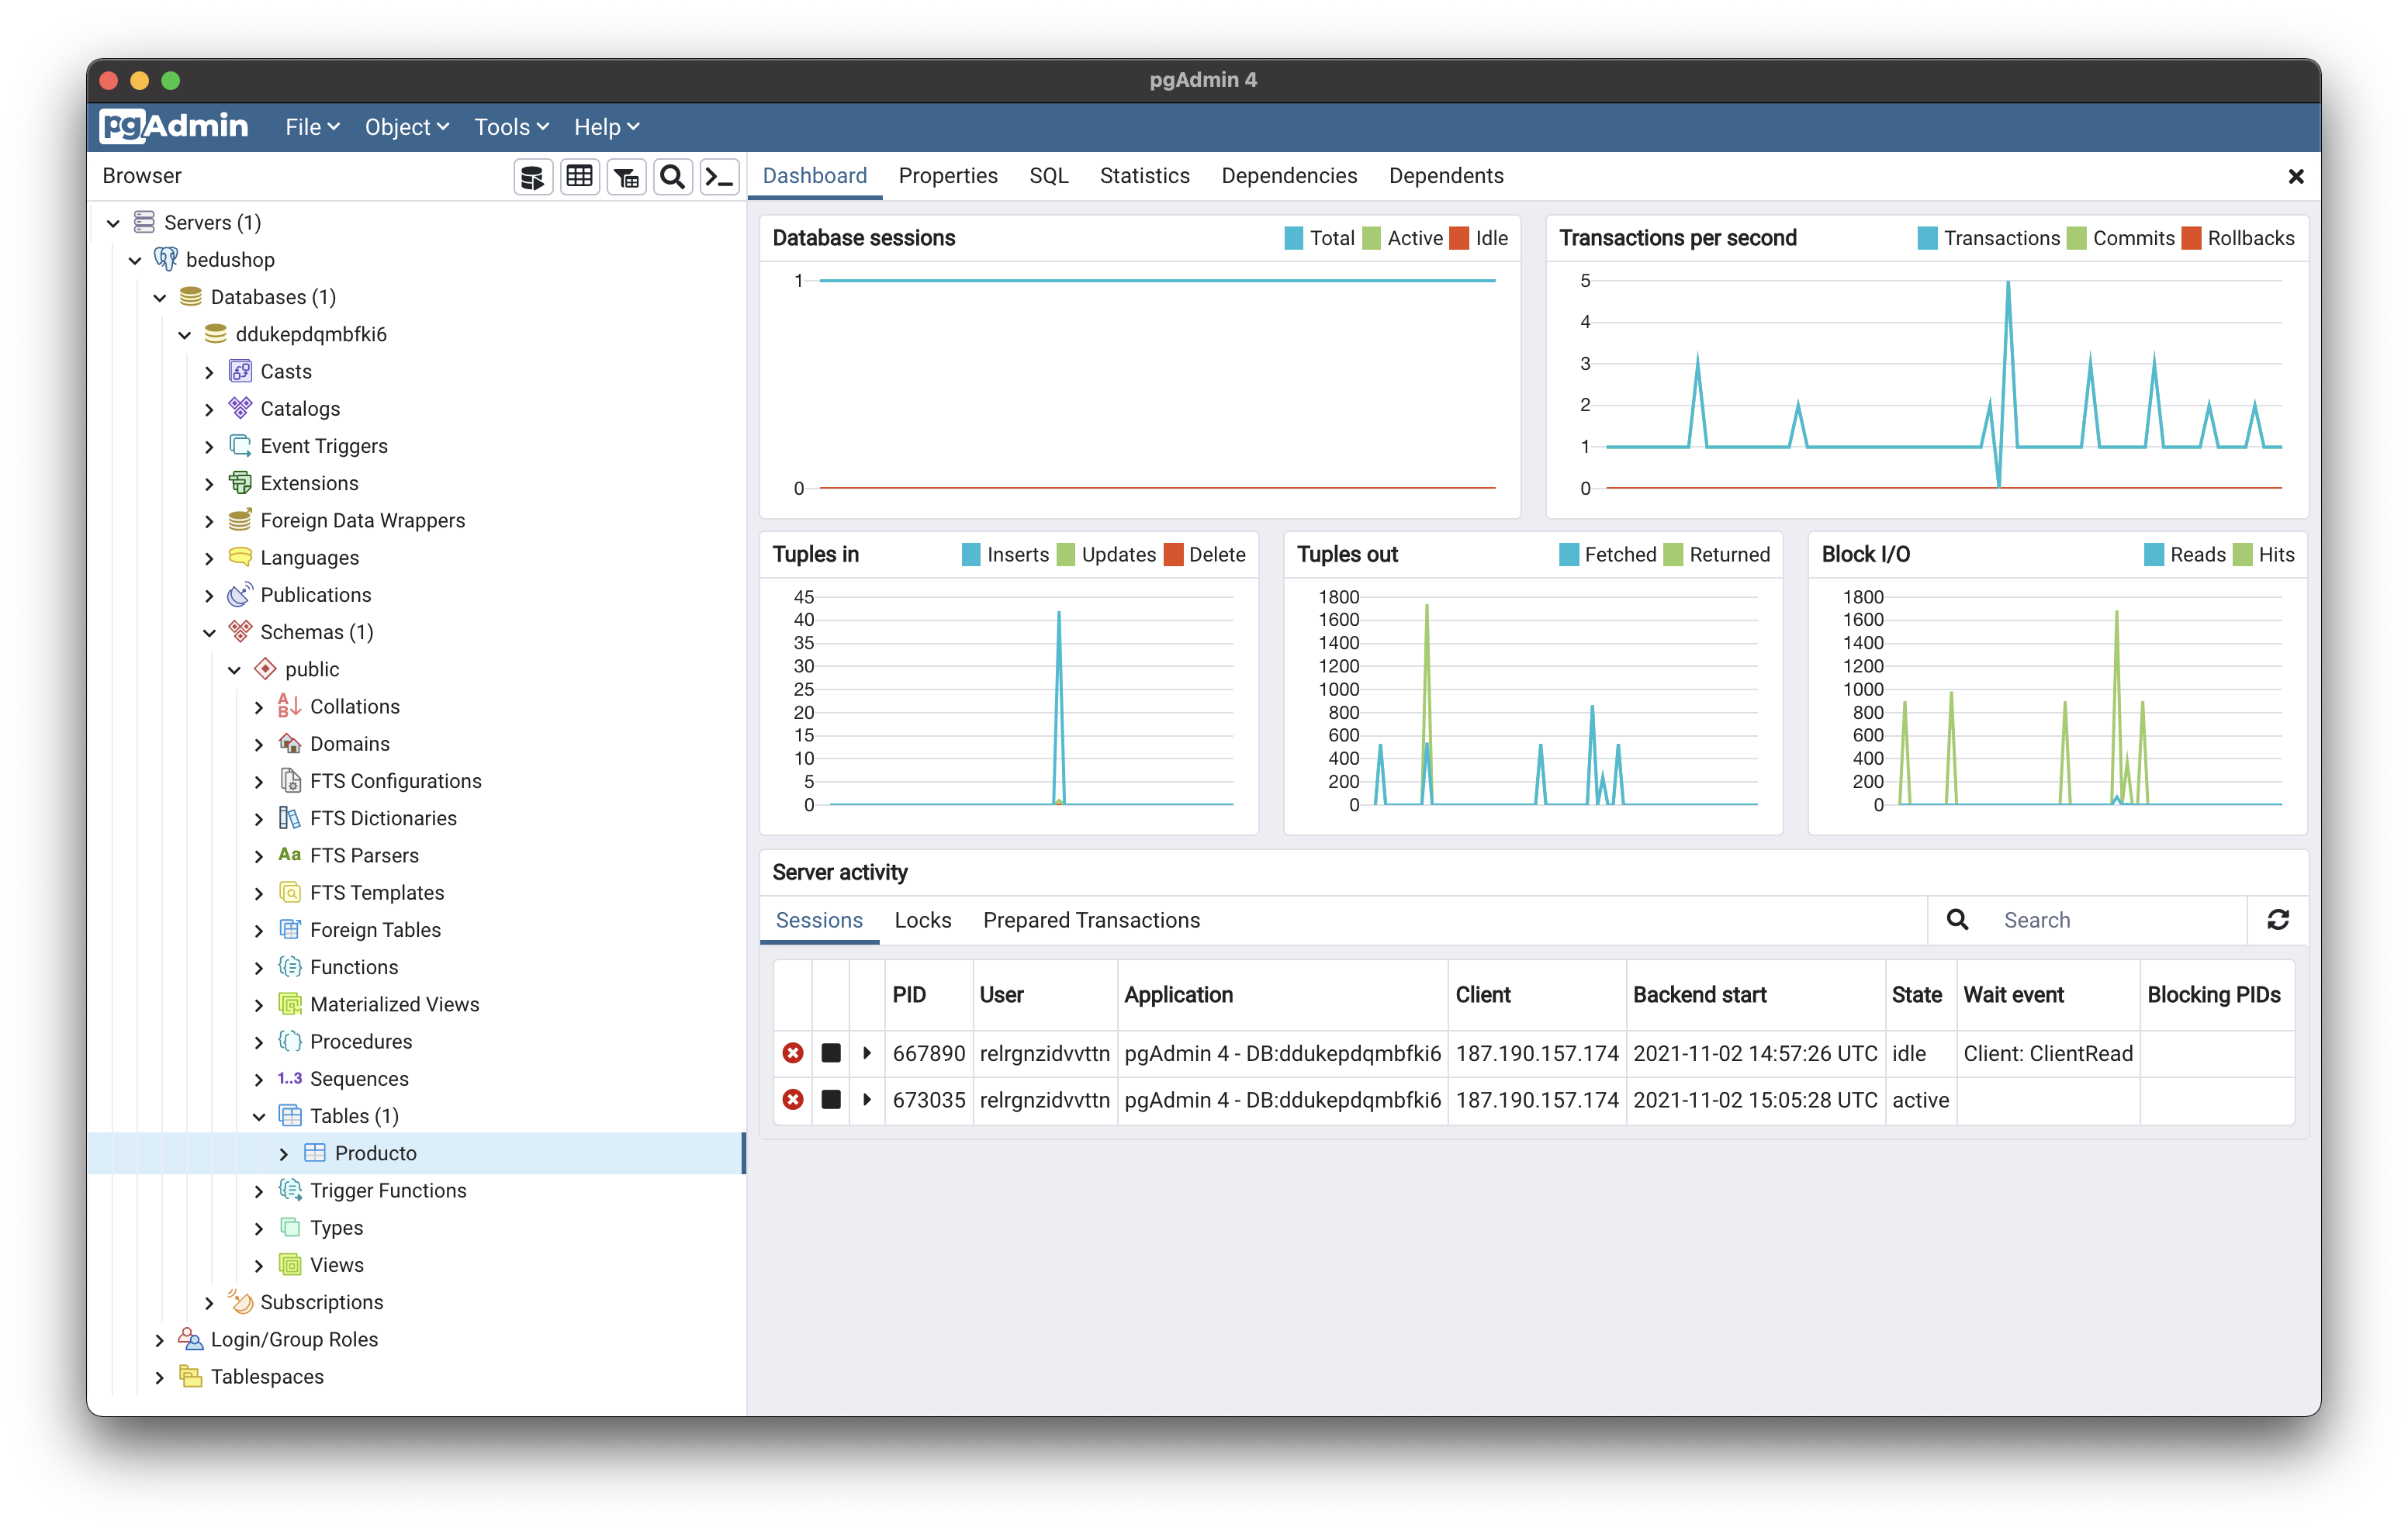 pgAdmin 4
pgAdmin File Object Tools Help
Browser
Dashboard Properties SQL Statistics Dependencies Dependents
Servers (1)
bedushop
Databases (1)
ddukepdqmbfki6
Casts
Catalogs
Event Triggers
Extensions
Foreign Data Wrappers
Languages
Publications
Schemas (1)
public
Collations
Domains
FTS Configurations
FTS Dictionaries
Aa FTS Parsers
FTS Templates
Foreign Tables
Functions
Materialized Views
Procedures
1..3 Sequences
Tables (1)
Producto
Trigger Functions
Types
Views
Subscriptions
Login/Group Roles
Tablespaces
Database sessions Total Active Idle
1
0
Transactions per second Transactions Commits Rollbacks
5
4
3
2
1
0
Tuples in Inserts Updates Delete
45
40
35
30
25
20
15
10
5
0
Tuples out Fetched Returned
1800
1600
1400
1200
1000
800
600
400
200
0
Block I/O Reads Hits
1800
1600
1400
1200
1000
800
600
400
200
0
Server activity
Sessions Locks Prepared Transactions Search
PID User Application Client Backend start State Wait event Blocking PIDs
667890 relrgnzidvvttn pgAdmin 4 - DB:ddukepdqmbfki6 187.190.157.174 2021-11-02 14:57:26 UTC idle Client: ClientRead
673035 relrgnzidvvttn pgAdmin 4 - DB:ddukepdqmbfki6 187.190.157.174 2021-11-02 15:05:28 UTC active